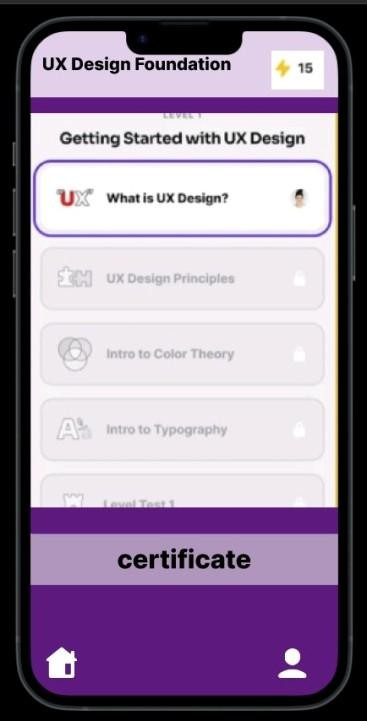 UX Design Foundation
15
LEVEL 1
Getting Started with UX Design
"UX" What is UX Design?
UX Design Principles
Intro to Color Theory
Intro to Typography
Level Test 1
certificate